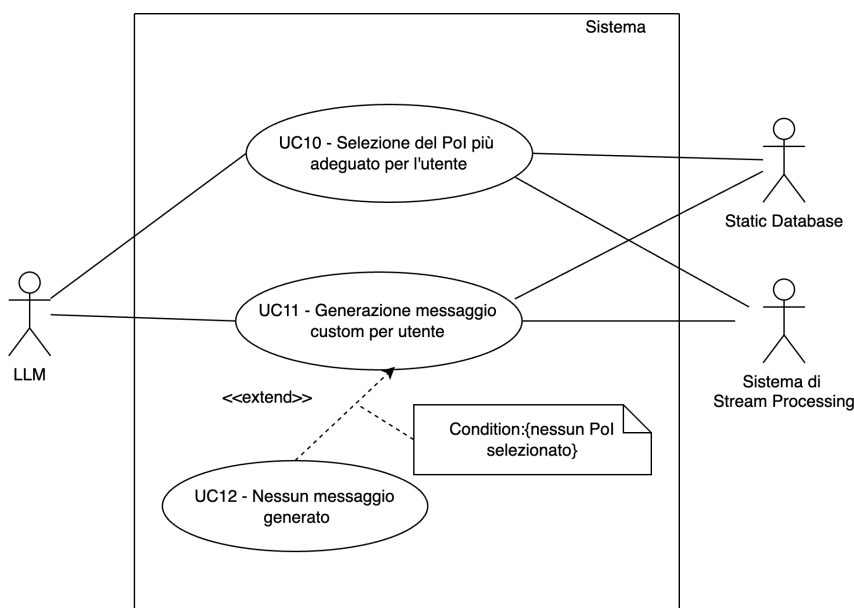 Sistema
UC10 - Selezione del PoI più
adeguato per l'utente
Static Database
UC11 - Generazione messaggio
custom per utente
LLM
Sistema di
Stream Processing
<<extend>>
Condition:{nessun PoI
selezionato}
UC12 - Nessun messaggio
generato